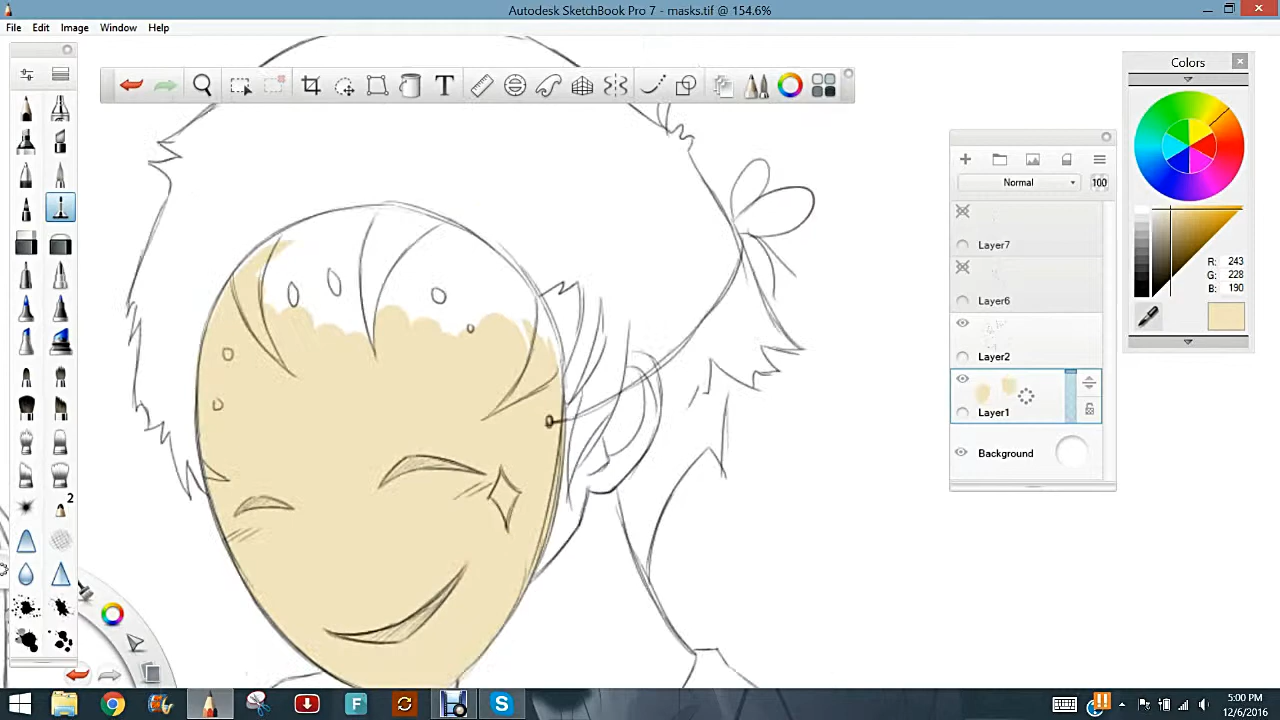 Autodesk SketchBook Pro 7 - masks.tif @ 154.6%
File Edit Image Window Help
T
Colors
Normal 100
Layer7
Layer6
Layer2
Layer1
Background
R: 243
G: 228
B: 190
2
F
S
5:00 PM
12/6/2016